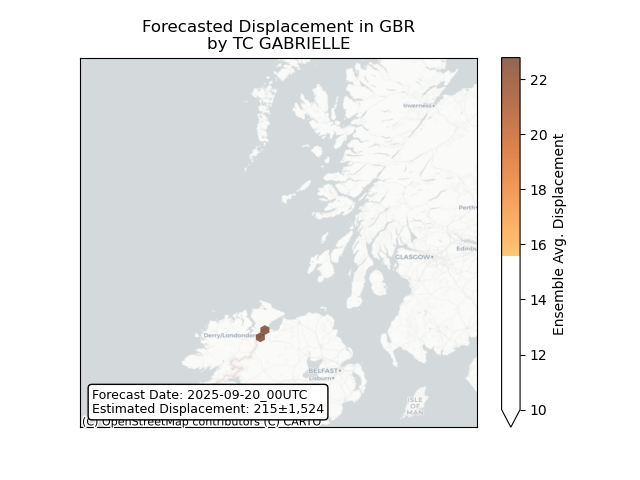 Forecasted Displacement in GBR
by TC GABRIELLE
Inverness
Perth
Edinbu
GLASGOW
Derry/Londonder
BELFAST
Lisburn
ISLE
OF
MAN
Forecast Date: 2025-09-20_00UTC
Estimated Displacement: 215±1,524
(C) OpenStreetMap contributors (C) CARTO
22
20
18
16
14
12
10
Ensemble Avg. Displacement